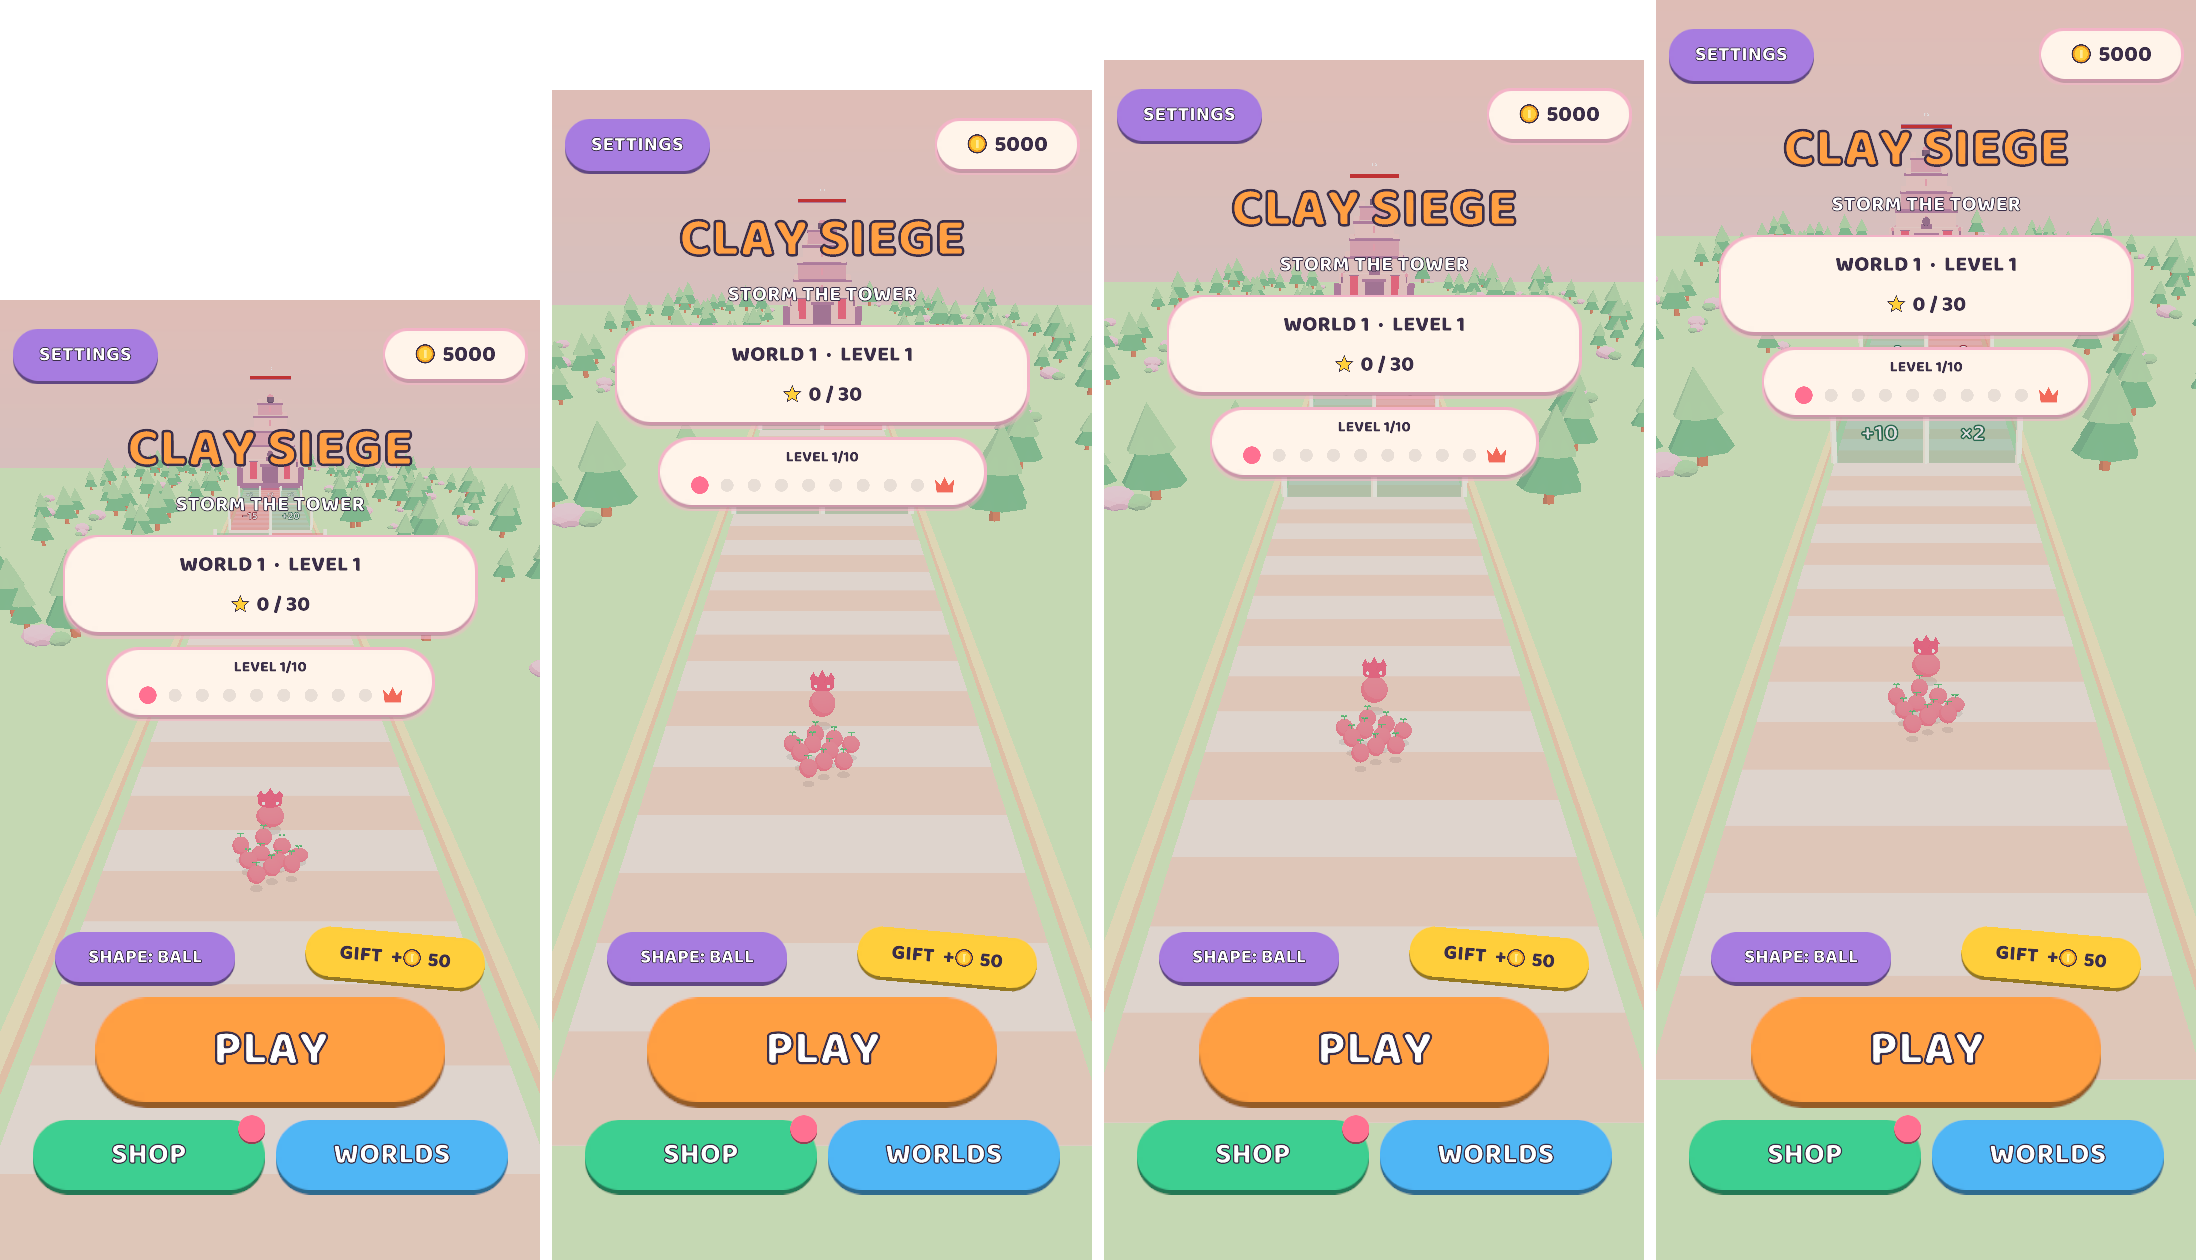 SETTINGS
5000
CLAY SIEGE
STORM THE TOWER
-15 +20
WORLD 1 · LEVEL 1
0 / 30
LEVEL 1/10
SHAPE: BALL
GIFT + 50
PLAY
SHOP
WORLDS
SETTINGS
5000
CLAY SIEGE
STORM THE TOWER
WORLD 1 · LEVEL 1
0 / 30
LEVEL 1/10
SHAPE: BALL
GIFT + 50
PLAY
SHOP
WORLDS
SETTINGS
5000
CLAY SIEGE
STORM THE TOWER
WORLD 1 · LEVEL 1
0 / 30
LEVEL 1/10
SHAPE: BALL
GIFT + 50
PLAY
SHOP
WORLDS
SETTINGS
5000
CLAY SIEGE
STORM THE TOWER
WORLD 1 · LEVEL 1
0 / 30
LEVEL 1/10
+10 ×2
SHAPE: BALL
GIFT + 50
PLAY
SHOP
WORLDS